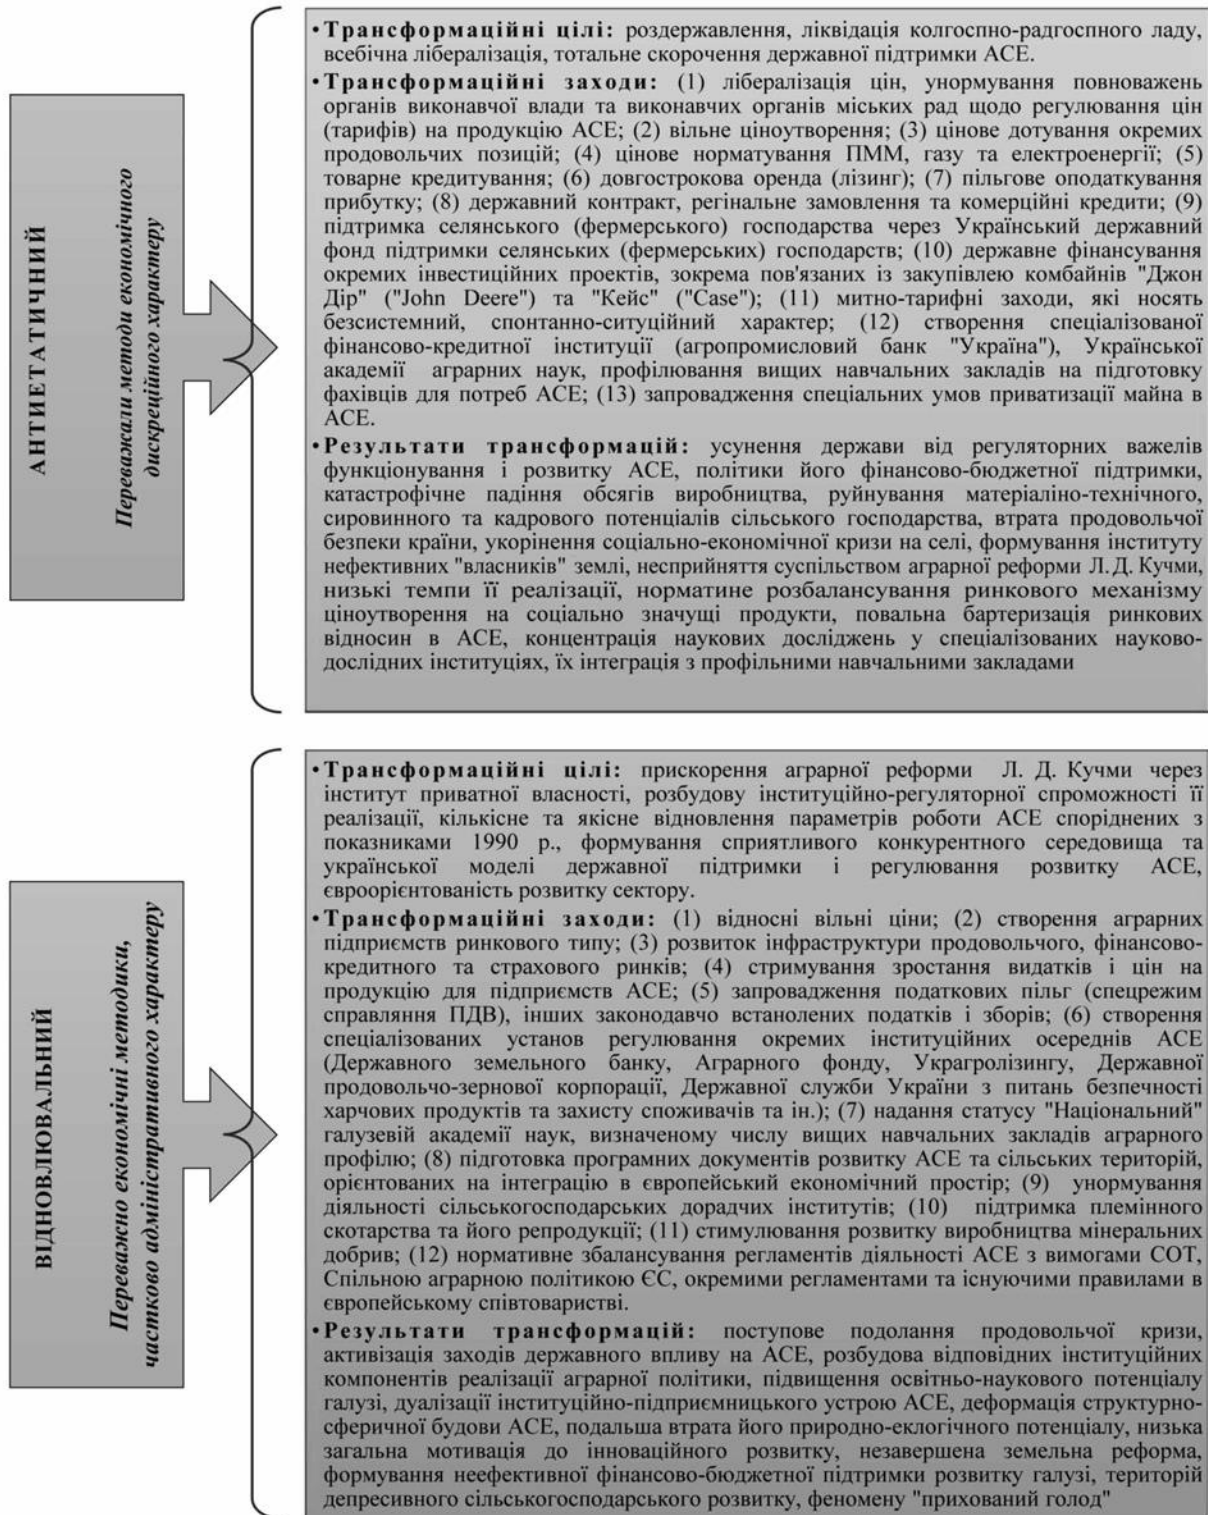 АНТИЕТАТИЧНИЙ
Переважали методи економічного
дискреційного характеру
•Трансформаційні цілі: роздержавлення, ліквідація колгоспно-радгоспного ладу,
всебічна лібералізація, тотальне скорочення державної підтримки АСЕ.
•Трансформаційні заходи: (1) лібералізація цін, унормування повноважень
органів виконавчої влади та виконавчих органів міських рад щодо регулювання цін
(тарифів) на продукцію АСЕ; (2) вільне ціноутворення; (3) цінове дотування окремих
продовольчих позицій; (4) цінове норматування ПММ, газу та електроенергії; (5)
товарне кредитування; (6) довгострокова оренда (лізинг); (7) пільгове оподаткування
прибутку; (8) державний контракт, регінальне замовлення та комерційні кредити; (9)
підтримка селянського (фермерського) господарства через Український державний
фонд підтримки селянських (фермерських) господарств; (10) державне фінансування
окремих інвестиційних проектів, зокрема пов'язаних із закупівлею комбайнів "Джон
Дір" ("John Deere") та "Кейс" ("Case"); (11) митно-тарифні заходи, які носять
безсистемний, спонтанно-ситуційний характер; (12) створення спеціалізованої
фінансово-кредитної інституції (агропромисловий банк "Україна"), Української
академії аграрних наук, профілювання вищих навчальних закладів на підготовку
фахівців для потреб АСЕ; (13) запровадження спеціальних умов приватизації майна в
АСЕ.
•Результати трансформацій: усунення держави від регуляторних важелів
функціонування і розвитку АСЕ, політики його фінансово-бюджетної підтримки,
катастрофічне падіння обсягів виробництва, руйнування матеріаліно-технічного,
сировинного та кадрового потенціалів сільського господарства, втрата продовольчої
безпеки країни, укорінення соціально-економічної кризи на селі, формування інституту
нефективних "власників" землі, несприйняття суспільством аграрної реформи Л. Д. Кучми,
низькі темпи її реалізації, норматине розбалансування ринкового механізму
ціноутворення на соціально значущі продукти, повальна бартеризація ринкових
відносин в АСЕ, концентрація наукових досліджень у спеціалізованих науково-
дослідних інституціях, їх інтеграція з профільними навчальними закладами
ВІДНОВЛЮВАЛЬНИЙ
Переважено економічні методики,
частково адміністративного характеру
•Трансформаційні цілі: прискорення аграрної реформи Л. Д. Кучми через
інститут приватної власності, розбудову інституційно-регуляторної спроможності її
реалізації, кількісне та якісне відновлення параметрів роботи АСЕ споріднених з
показниками 1990 р., формування сприятливого конкурентного середовища та
української моделі державної підтримки і регулювання розвитку АСЕ,
євроорієнтованість розвитку сектору.
•Трансформаційні заходи: (1) відносні вільні ціни; (2) створення аграрних
підприємств ринкового типу; (3) розвиток інфраструктури продовольчого, фінансово-
кредитного та страхового ринків; (4) стримування зростання видатків і цін на
продукцію для підприємств АСЕ; (5) запровадження податкових пільг (спецрежим
справляння ПДВ), інших законодавчо встанолених податків і зборів; (6) створення
спеціалізованих установ регулювання окремих інституційних осереднів АСЕ
(Державного земельного банку, Аграрного фонду, Украгролізингу, Державної
продовольчо-зернової корпорації, Державної служби України з питань безпечності
харчових продуктів та захисту споживачів та ін.); (7) надання статусу "Національний"
галузевій академії наук, визначеному числу вищих навчальних закладів аграрного
профілю; (8) підготовка програмних документів розвитку АСЕ та сільських територій,
орієнтованих на інтеграцію в європейський економічний простір; (9) унормування
діяльності сількьогосподарських дорадчих інститутів; (10) підтримка племінного
скотарства та його репродукції; (11) стимулювання розвитку виробництва мінеральних
добрив; (12) нормативне збалансування регламентів діяльності АСЕ з вимогами СОТ,
Спільною аграрною політикою ЄС, окремими регламентами та існуючими правилами в
європейському співтоваристві.
•Результати трансформацій: поступове подолання продовольчої кризи,
активізація заходів державного впливу на АСЕ, розбудова відповідних інституційних
компонентів реалізації аграрної політики, підвищення освітньо-наукового потенціалу
галузі, дуалізації інституційно-підприємницького устрою АСЕ, деформація структурно-
сферичної будови АСЕ, подальша втрата його природно-еклогічного потенціалу, низька
загальна мотивація до інноваційного розвитку, незавершена земельна реформа,
формування неефективної фінансово-бюджетної підтримки розвитку галузі, територій
депресивного сільськогосподарського розвитку, феномену "прихований голод"